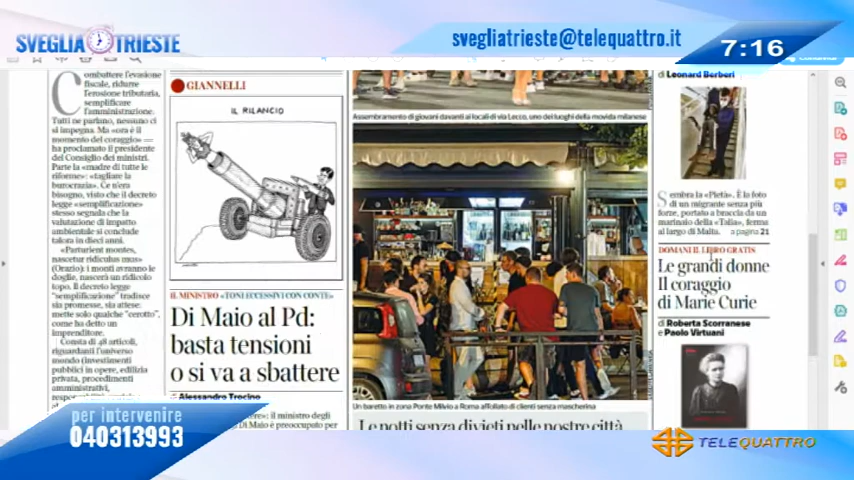 SVEGLIA TRIESTE
svegliatrieste@telequattro.it
7:16
Combattere l'evasione
fiscale, ridurre
l'erosione tributaria,
semplificare
l'amministrazione.
Tutti ne parlano, nessuno ci
si impegna. Ma «ora è il
momento del coraggio» —
ha proclamato il presidente
del Consiglio dei ministri.
Parte la «madre di tutte le
riforme»: «tagliare la
burocrazia». Ce n'era
bisogno, visto che il decreto
legge «semplificazione»
stesso segnala che la
valutazione di impatto
ambientale si conclude
talora in dieci anni.
«Parturient montes,
nascetur ridiculus mus»
(Orazio): i monti avranno le
doglie, nascerà un ridicolo
topo. Il decreto legge
"semplificazione" tradisce
sia promesse, sia attese:
mette solo qualche "cerotto",
come ha detto un
imprenditore.
Consta di 48 articoli,
riguardanti l'universo
mondo (investimenti
pubblici in opere, edilizia
privata, procedimenti
amministrativi,
GIANNELLI
IL RILANCIO
IL MINISTRO «TONI ECCESSIVI CON CONTE»
Di Maio al Pd:
basta tensioni
o si va a sbattere
di Alessandro Trocino
il ministro degli
Di Maio è preoccupato per
Assembramento di giovani davanti ai locali di via Lecco, uno dei luoghi della movida milanese
Un baretto in zona Ponte Milvio a Roma affollato di clienti senza mascherina
Le notti senza divieti nelle nostre città
di Leonard Berberi
Sembra la «Pietà». È la foto
di un migrante senza più
forze, portato a braccia da un
marinaio della «Talia», ferma
al largo di Malta.
a pagina 21
DOMANI IL LIBRO GRATIS
Le grandi donne
Il coraggio
di Marie Curie
di Roberta Scorranese
e Paolo Virtuani
per intervenire
040313993
TELEQUATTRO